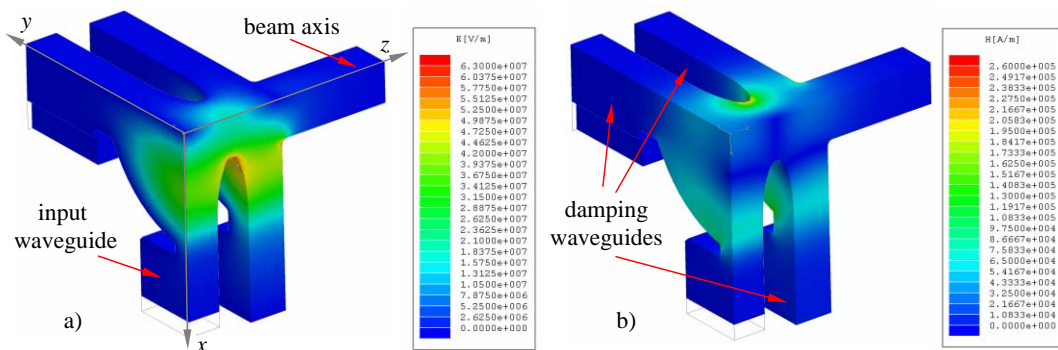 y
beam axis
z
input
waveguide
a)
x
E[V/m]
6.3000e+007
6.0375e+007
5.7750e+007
5.5125e+007
5.2500e+007
4.9875e+007
4.7250e+007
4.4625e+007
4.2000e+007
3.9375e+007
3.6750e+007
3.4125e+007
3.1500e+007
2.8875e+007
2.6250e+007
2.3625e+007
2.1000e+007
1.8375e+007
1.5750e+007
1.3125e+007
1.0500e+007
7.8750e+006
5.2500e+006
2.6250e+006
0.0000e+000
damping
waveguides
b)
H[A/m]
2.6000e+005
2.4917e+005
2.3833e+005
2.2750e+005
2.1667e+005
2.0583e+005
1.9500e+005
1.8417e+005
1.7333e+005
1.6250e+005
1.5167e+005
1.4083e+005
1.3000e+005
1.1917e+005
1.0833e+005
9.7500e+004
8.6667e+004
7.5833e+004
6.5000e+004
5.4167e+004
4.3333e+004
3.2500e+004
2.1667e+004
1.0833e+004
0.0000e+000